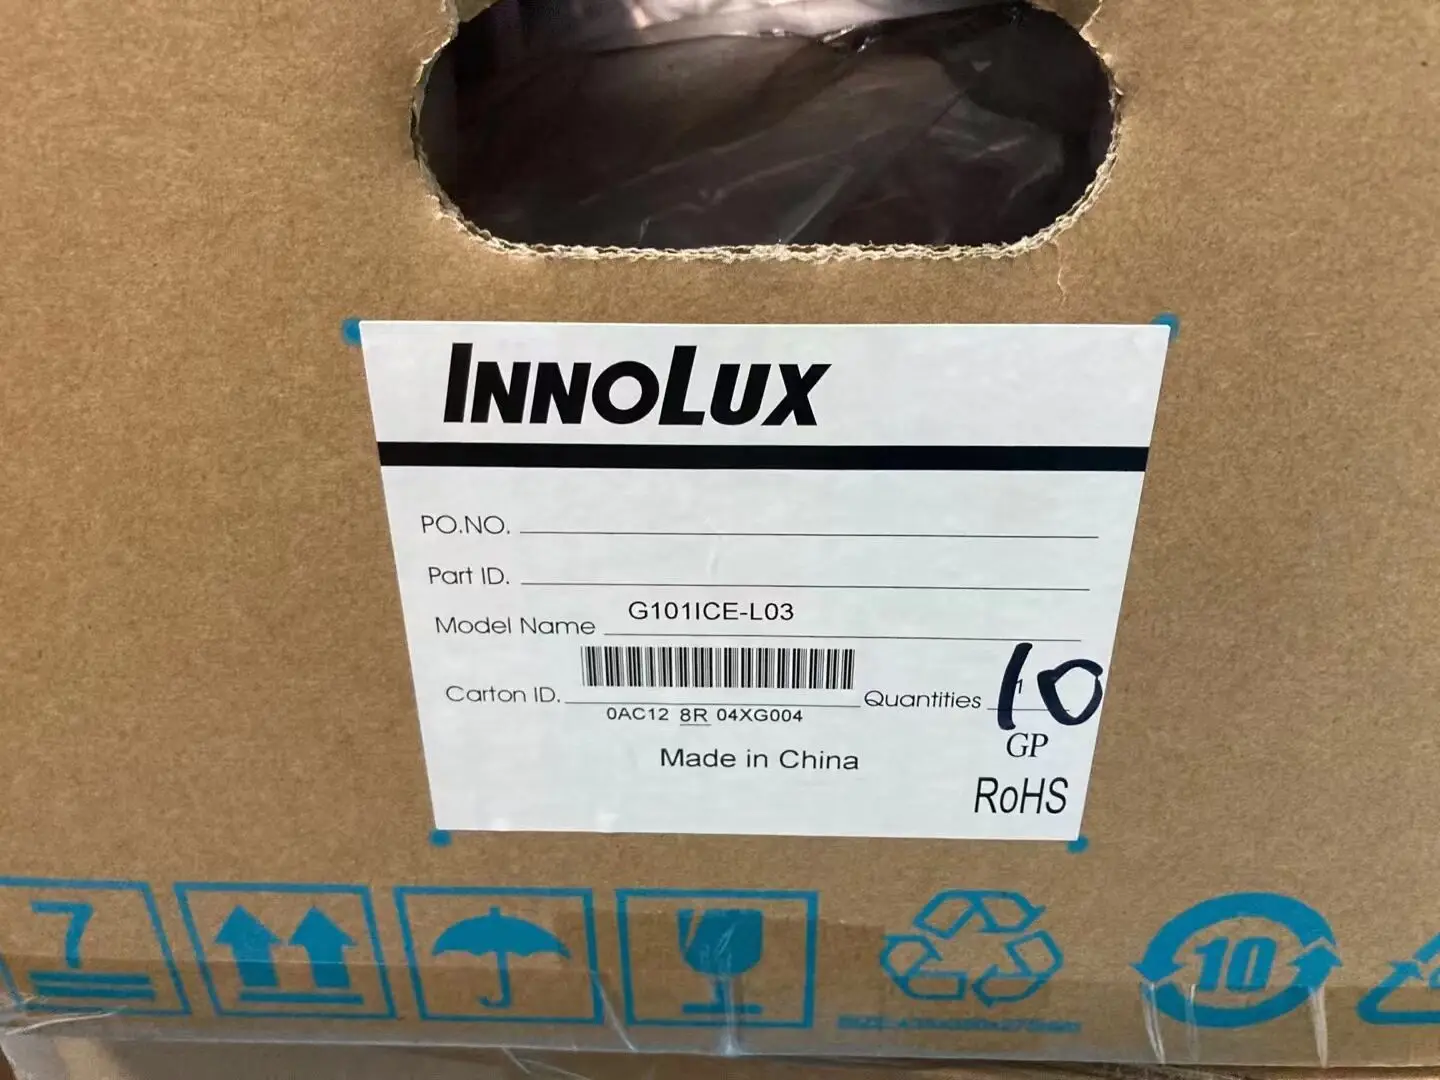 INNOLUX
PO.NO.
Part ID.
Model Name G101ICE-L03
Carton ID.
Quantities 10
0AC12 8R 04XG004
GP
Made in China
RoHS
7
10